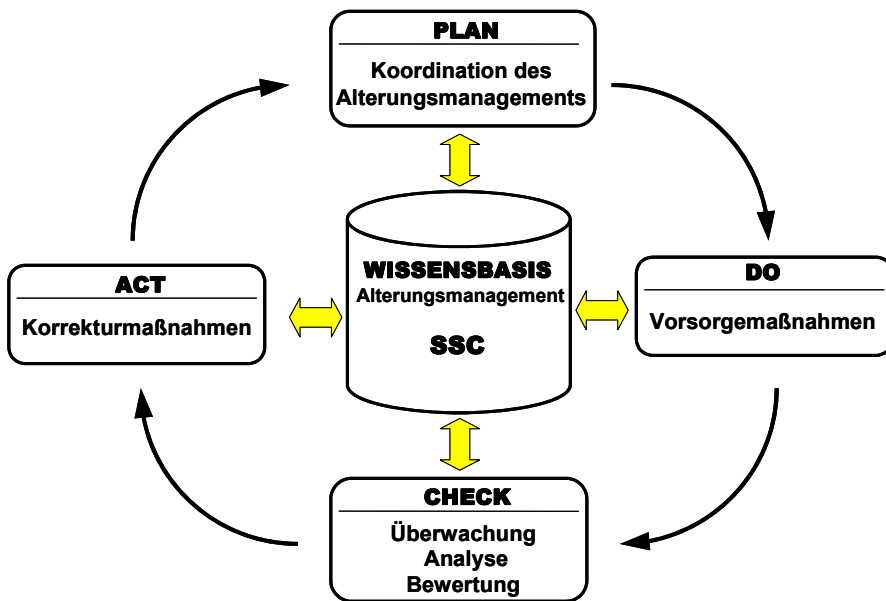 PLAN
Koordination des
Alterungsmanagements
WISSENSBASIS
Alterungsmanagement
SSC
ACT
Korrekturmaßnahmen
DO
Vorsorgemaßnahmen
CHECK
Überwachung
Analyse
Bewertung